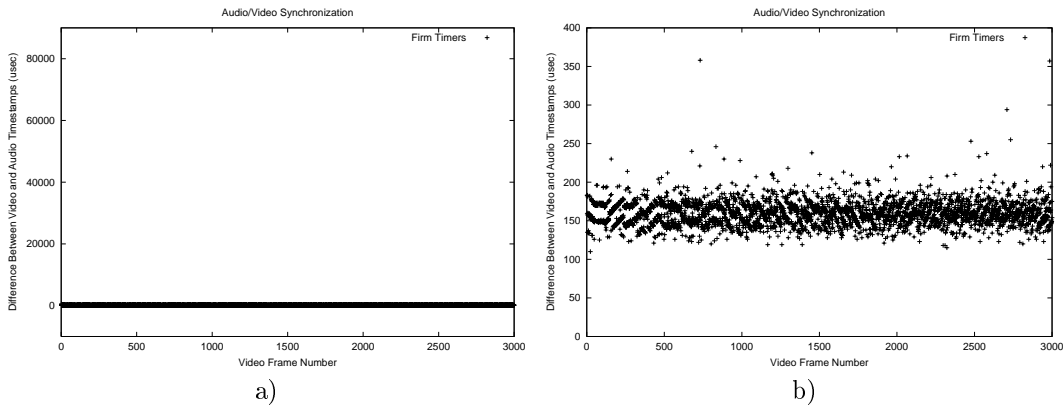 Audio/Video Synchronization
Firm Timers
Difference Between Video and Audio Timestamps (usec)
80000
60000
40000
20000
0
0 500 1000 1500 2000 2500 3000
Video Frame Number
a)
Audio/Video Synchronization
Firm Timers
Difference Between Video and Audio Timestamps (usec)
400
350
300
250
200
150
100
50
0
0 500 1000 1500 2000 2500 3000
Video Frame Number
b)